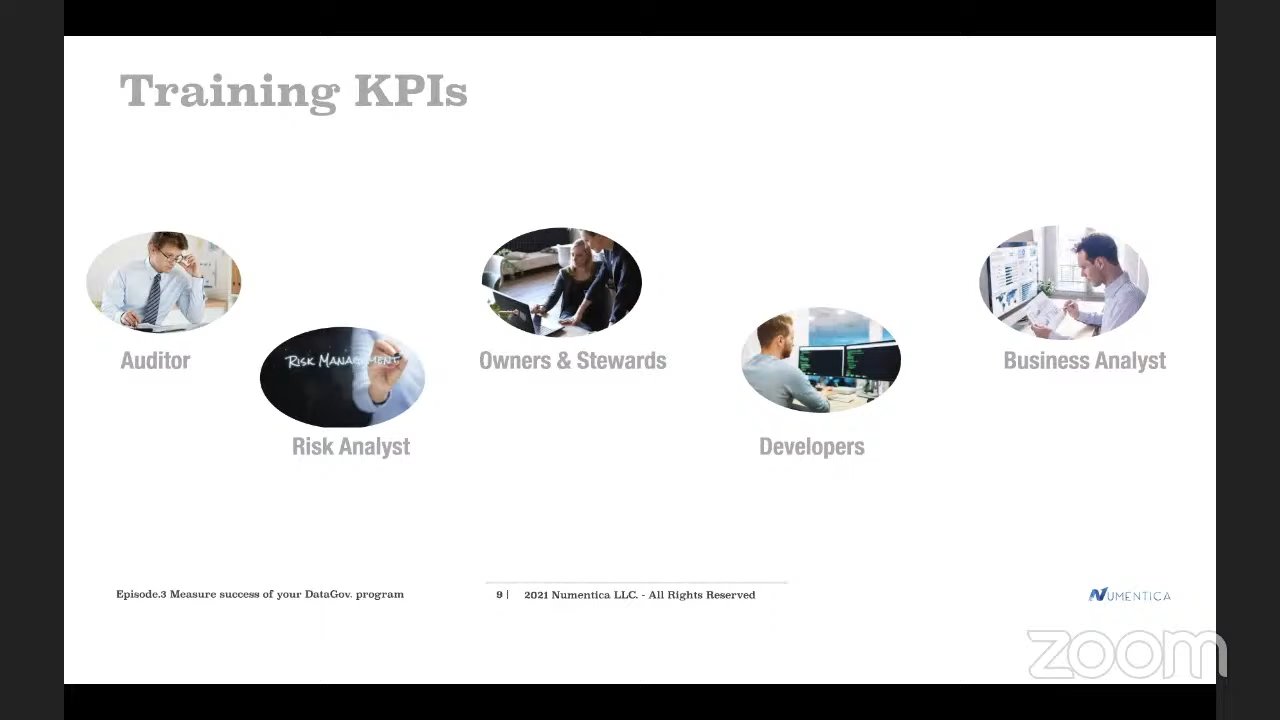 Training KPIs
RISK MANAGEMENT
Auditor
Owners & Stewards
Business Analyst
Risk Analyst
Developers
Episode.3 Measure success of your DataGov. program
9 | 2021 Numentica LLC. - All Rights Reserved
NUMENTICA
zoom